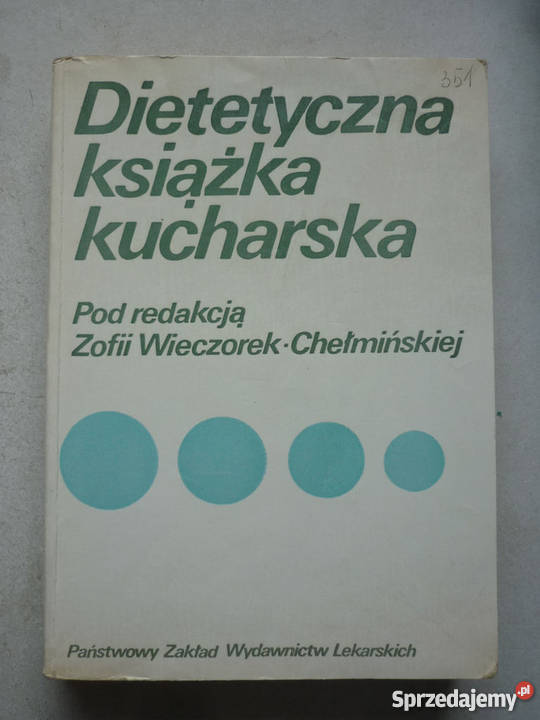 351
Dietetyczna
książka
kucharska
Pod redakcją
Zofii Wieczorek-Chełmińskiej
Państwowy Zakład Wydawnictw Lekarskich
Sprzedajemy.pl